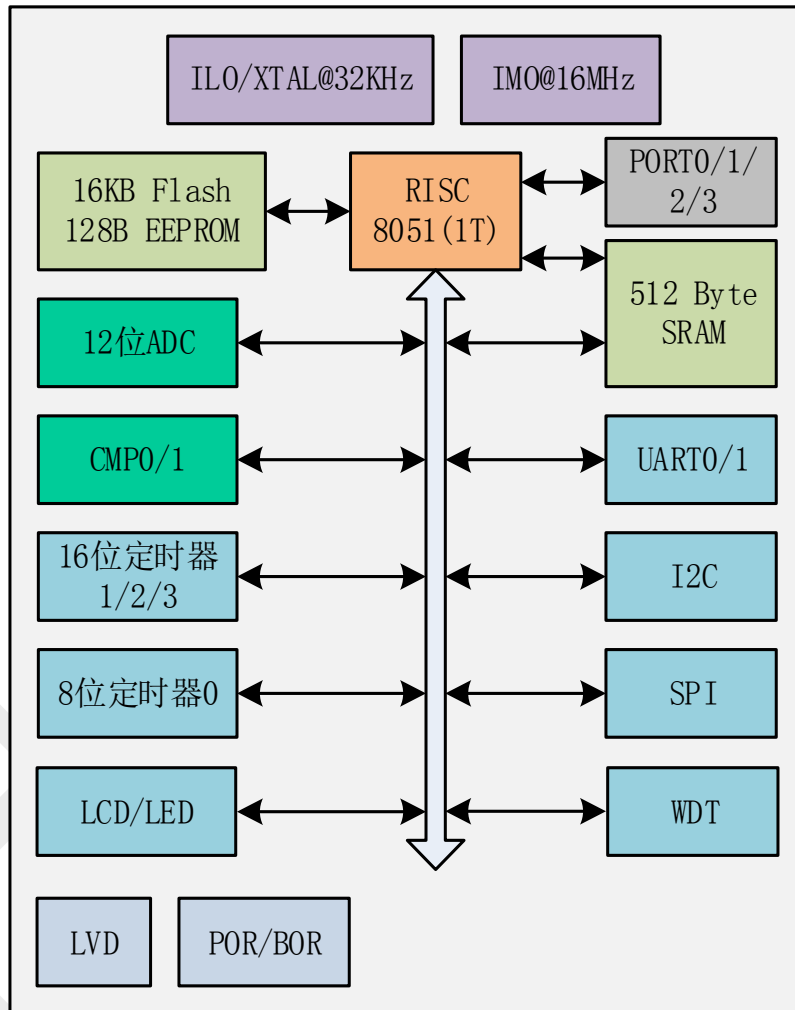 ILO/XTAL@32KHz
IMO@16MHz
16KB Flash
128B EEPROM
RISC
8051(1T)
PORT0/1/
2/3
512 Byte
SRAM
12位ADC
CMP0/1
UART0/1
16位定时器
1/2/3
I2C
8位定时器0
SPI
LCD/LED
WDT
LVD
POR/BOR